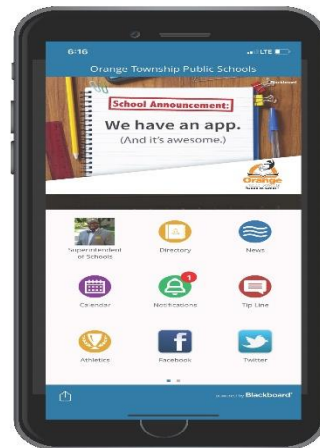 6:16
LTE
Orange Township Public Schools
Blackboard
School Announcement:
We have an app.
(And it's awesome.)
Orange
Superintendent
of Schools
Directory
News
Calendar
1
Notifications
Tip Line
Athletics
Facebook
Twitter
Blackboard